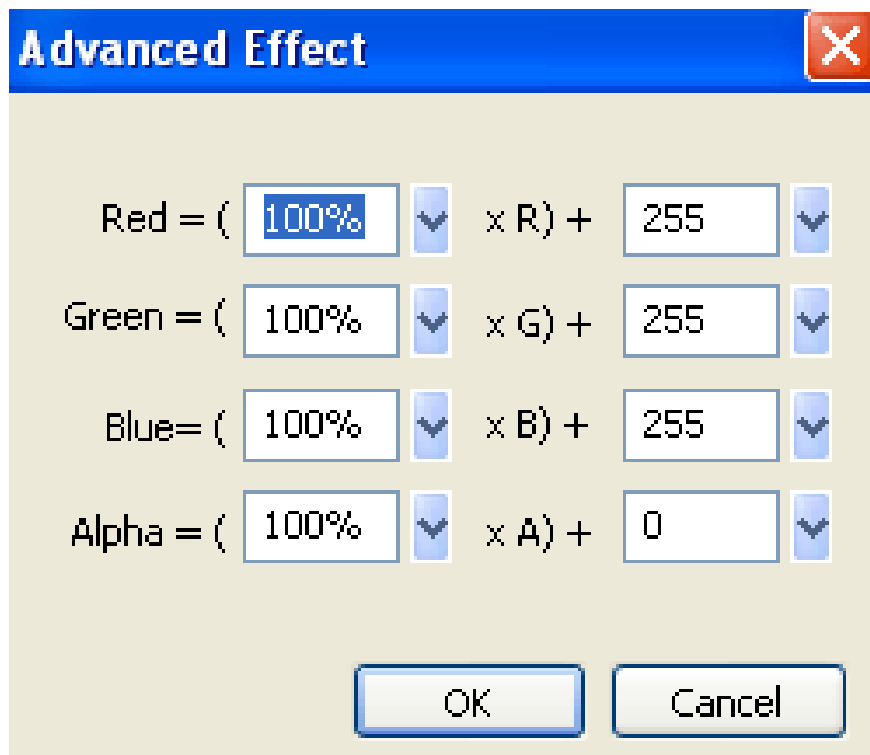 Advanced Effect
Red = ( 100% x R) + 255
Green = ( 100% x G) + 255
Blue= ( 100% x B) + 255
Alpha = ( 100% x A) + 0
OK Cancel